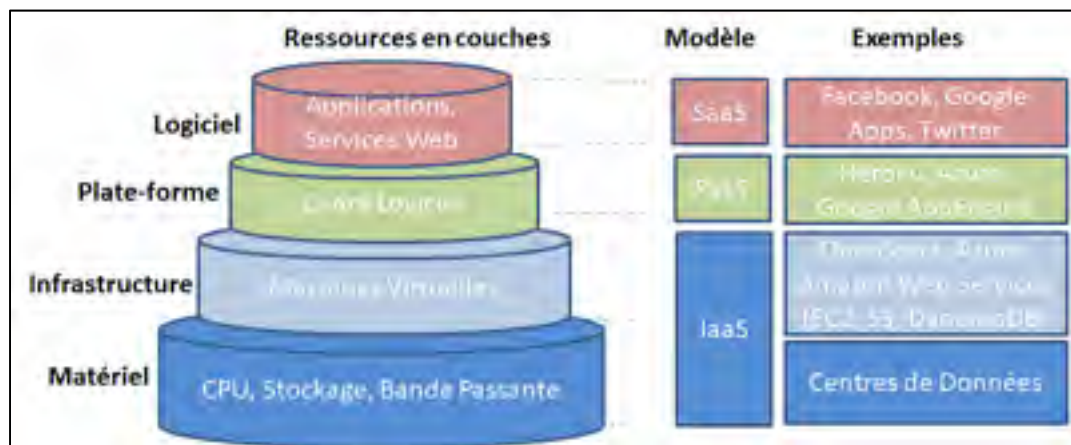 Ressources en couches
Modèle
Exemples
Logiciel
Applications,
Services Web
SaaS
Facebook, Google
Apps, Twitter
Plate-forme
PaaS
Heroku, Azure
Google AppEngine
Infrastructure
Machines Virtuelles
Amazon Web Service
Matériel
CPU, Stockage, Bande Passante
IaaS
Centres de Données